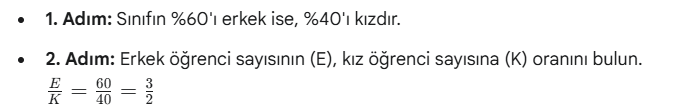 • 1. Adım: Sınıfın %60'ı erkek ise, %40'ı kızdır.
• 2. Adım: Erkek öğrenci sayısının (E), kız öğrenci sayısına (K) oranını bulun.
E/K = 60/40 = 3/2